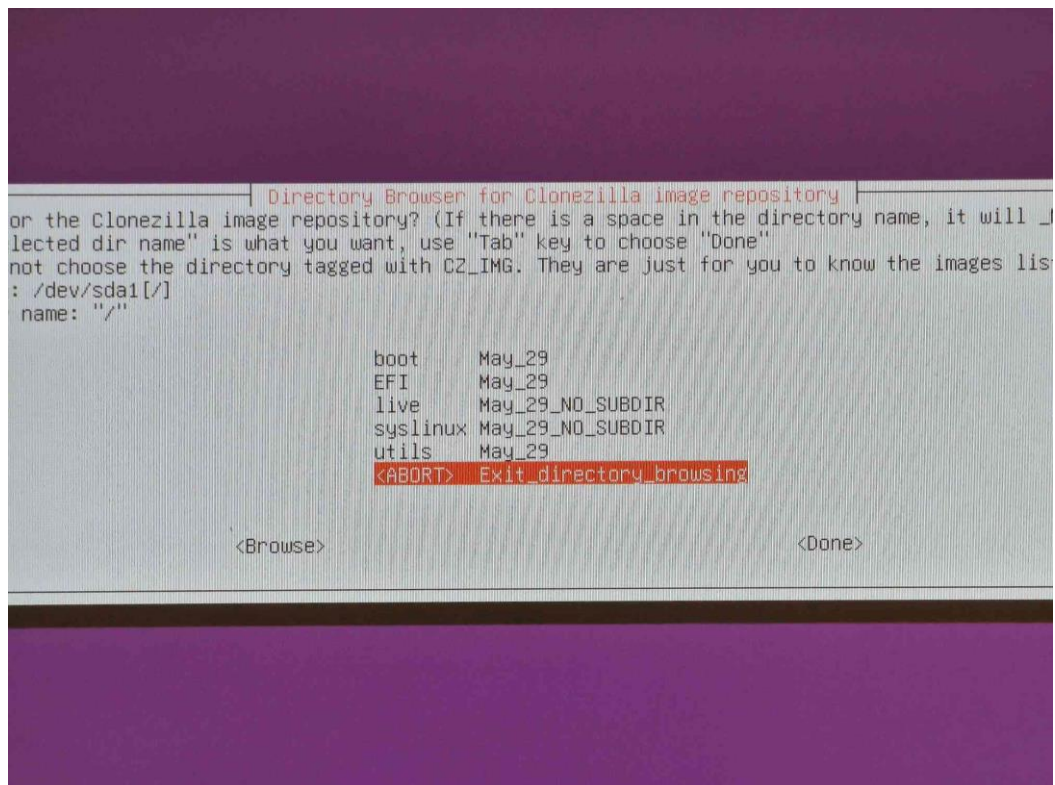 Directory Browser for Clonezilla image repository
or the Clonezilla image repository? (If there is a space in the directory name, it will _
lected dir name" is what you want, use "Tab" key to choose "Done"
not choose the directory tagged with CZ_IMG. They are just for you to know the images lis
: /dev/sda1[/]
name: "/"
boot May_29
EFI May_29
live May_29_NO_SUBDIR
syslinux May_29_NO_SUBDIR
utils May_29
<ABORT> Exit_directory_browsing
<Browse> <Done>